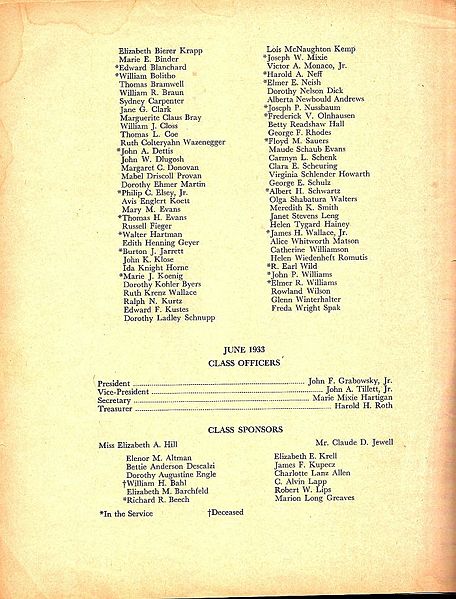 Elizabeth Bierer Krapp
Marie E. Binder
*Edward Blanchard
*William Bolitho
Thomas Bramwell
William R. Braun
Sydney Carpenter
Jane G. Clark
Marguerite Claus Bray
William J. Closs
Thomas L. Coe
Ruth Colteryahn Wazenegger
*John A. Dettis
John W. Dlugosh
Margaret C. Donovan
Mabel Driscoll Provan
Dorothy Ehmer Martin
*Philip C. Elsey, Jr.
Avis Englert Koett
Mary M. Evans
*Thomas H. Evans
Russell Fieger
*Walter Hartman
Edith Henning Geyer
*Burton J. Jarrett
John K. Klose
Ida Knight Horne
*Marie J. Koenig
Dorothy Kohler Byers
Ruth Krenz Wallace
Ralph N. Kurtz
Edward F. Kustes
Dorothy Ladley Schnupp
Lois McNaughton Kemp
*Joseph W. Mixie
Victor A. Monaco, Jr.
*Harold A. Neff
*Elmer E. Neish
Dorothy Nelson Dick
Alberta Newbould Andrews
*Joseph P. Nussbaum
*Frederick V. Olnhausen
Betty Readshaw Hall
George F. Rhodes
*Floyd M. Sauers
Maude Schaub Evans
Carmyn L. Schenk
Clara E. Scheuring
Virginia Schlender Howarth
George E. Schulz
*Albert H. Schwartz
Olga Shabatura Walters
Meredith K. Smith
Janet Stevens Leng
Helen Tygard Hainey
*James H. Wallace, Jr.
Alice Whitworth Matson
Catherine Williamson
Helen Wiedenheft Romutis
*R. Earl Wild
*John P. Williams
*Elmer R. Williams
Rowland Wilson
Glenn Winterhalter
Freda Wright Spak
JUNE 1933
CLASS OFFICERS
President ........ John F. Grabowsky, Jr.
Vice-President ........ John A. Tillett, Jr.
Secretary ........ Marie Mixie Hartigan
Treasurer ........ Harold H. Roth
CLASS SPONSORS
Miss Elizabeth A. Hill Mr. Claude D. Jewell
Elenor M. Altman
Bettie Anderson Descalzi
Dorothy Augustine Engle
†William H. Bahl
Elizabeth M. Barchfeld
*Richard R. Beech
Elizabeth E. Krell
James F. Kupecz
Charlotte Lanz Allen
C. Alvin Lapp
Robert W. Lips
Marion Long Greaves
*In the Service †Deceased